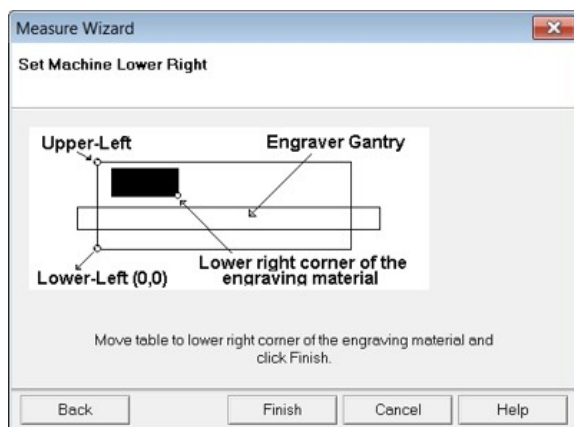 Measure Wizard
Set Machine Lower Right
Upper-Left
Engraver Gantry
Lower-Left (0,0)
Lower right corner of the
engraving material
Move table to lower right corner of the engraving material and
click Finish.
Back
Finish
Cancel
Help